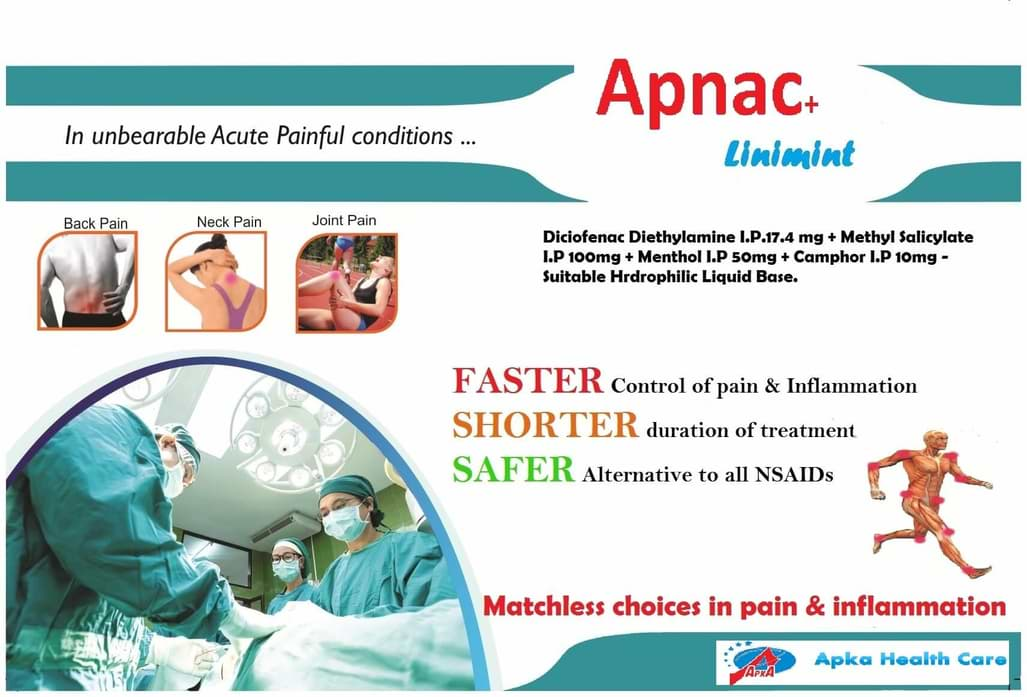 Apnac+
Linimint
In unbearable Acute Painful conditions ...
Back Pain
Neck Pain
Joint Pain
Diciofenac Diethylamine I.P.17.4 mg + Methyl Salicylate
I.P 100mg + Menthol I.P 50mg + Camphor I.P 10mg -
Suitable Hrdrophilic Liquid Base.
FASTER Control of pain & Inflammation
SHORTER duration of treatment
SAFER Alternative to all NSAIDs
Matchless choices in pain & inflammation
APKA
Apka Health Care